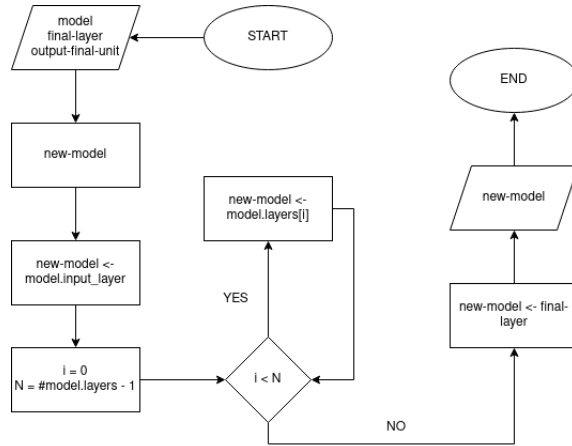 START
model
final-layer
output-final-unit
new-model
new-model <-
model.input_layer
i = 0
N = #model.layers - 1
i < N
YES
new-model <-
model.layers[i]
NO
new-model <- final-
layer
new-model
END